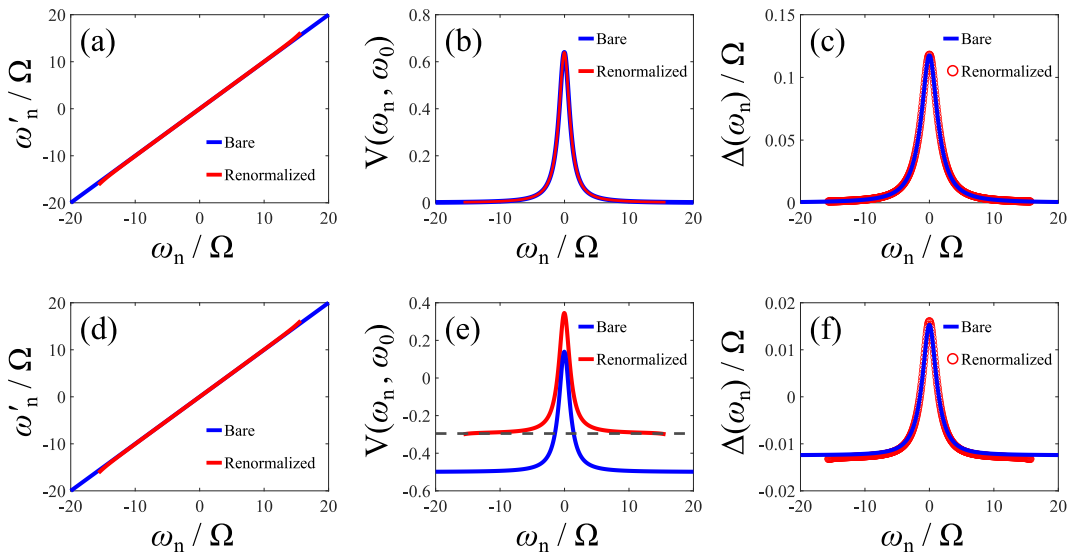 (a)
ω'n / Ω
20
10
0
-10
-20
-20 -10 0 10 20
ωn / Ω
Bare
Renormalized
(b)
V(ωn, ω0)
0.8
0.6
0.4
0.2
0
-20 -10 0 10 20
ωn / Ω
Bare
Renormalized
(c)
Δ(ωn) / Ω
0.15
0.1
0.05
0
-20 -10 0 10 20
ωn / Ω
Bare
Renormalized
(d)
ω'n / Ω
20
10
0
-10
-20
-20 -10 0 10 20
ωn / Ω
Bare
Renormalized
(e)
V(ωn, ω0)
0.4
0.2
0
-0.2
-0.4
-0.6
-20 -10 0 10 20
ωn / Ω
Bare
Renormalized
(f)
Δ(ωn) / Ω
0.02
0.01
0
-0.01
-0.02
-20 -10 0 10 20
ωn / Ω
Bare
Renormalized